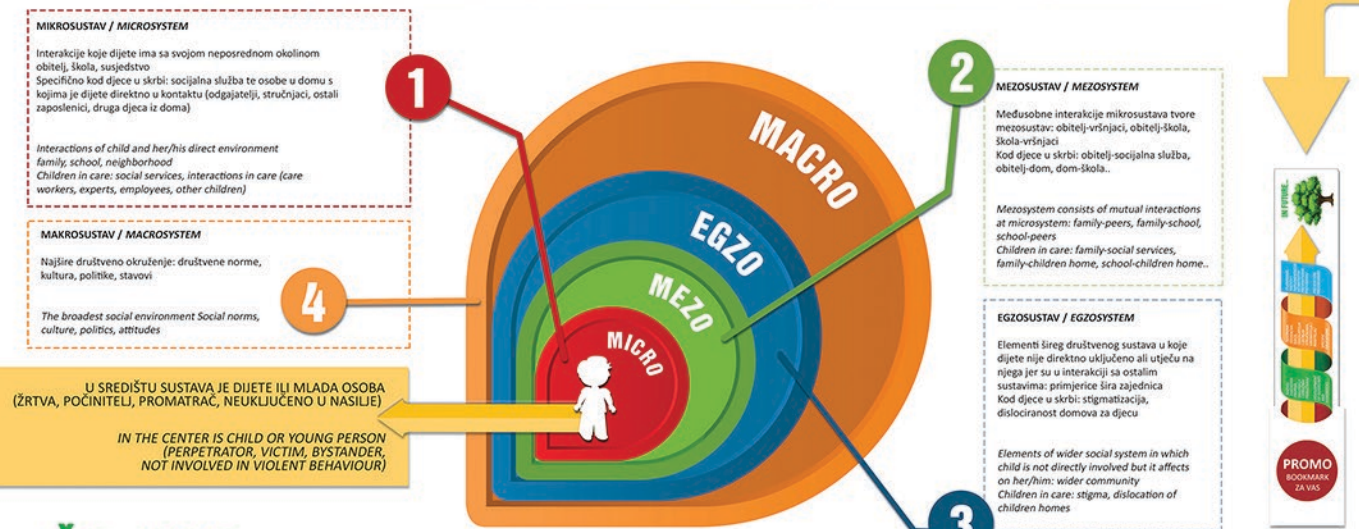 MIKROSUSTAV / MICROSYSTEM
Interakcije koje dijete ima sa svojom neposrednom okolinom
obitelj, škola, susjedstvo
Specifično kod djece u skrbi: socijalna služba te osobe u domu s
kojima je dijete direktno u kontaktu (odgajatelji, stručnjaci, ostali
zaposlenici, druga djeca iz doma)
Interactions of child and her/his direct environment
family, school, neighborhood
Children in care: social services, interactions in care (care
workers, experts, employees, other children)
1
MAKROSUSTAV / MACROSYSTEM
Najšire društveno okruženje: društvene norme,
kultura, politike, stavovi
The broadest social environment Social norms,
culture, politics, attitudes
4
U SREDIŠTU SUSTAVA JE DIJETE ILI MLADA OSOBA
(ŽRTVA, POČINITELJ, PROMATRAČ, NEUKLJUČENO U NASILJE)
IN THE CENTER IS CHILD OR YOUNG PERSON
(PERPETRATOR, VICTIM, BYSTANDER,
NOT INVOLVED IN VIOLENT BEHAVIOUR)
MACRO
EGZO
MEZO
MICRO
2
MEZOSUSTAV / MEZOSYSTEM
Međusobne interakcije mikrosustava tvore
mezosustav: obitelj-vršnjaci, obitelj-škola,
škola-vršnjaci
Kod djece u skrbi: obitelj-socijalna služba,
obitelj-dom, dom-škola..
Mezosystem consists of mutual interactions
at microsystem: family-peers, family-school,
school-peers
Children in care: family-social services,
family-children home, school-children home..
EGZOSUSTAV / EGZOSYSTEM
Elementi šireg društvenog sustava u koje
dijete nije direktno uključeno ali utječu na
njega jer su u interakciji sa ostalim
sustavima: primjerice šira zajednica
Kod djece u skrbi: stigmatizacija,
dislociranost domova za djecu
Elements of wider social system in which
child is not directly involved but it affects
on her/him: wider community
Children in care: stigma, dislocation of
children homes
3
IN FUTURE...
PROMO
BOOKMARK
ZA VAS